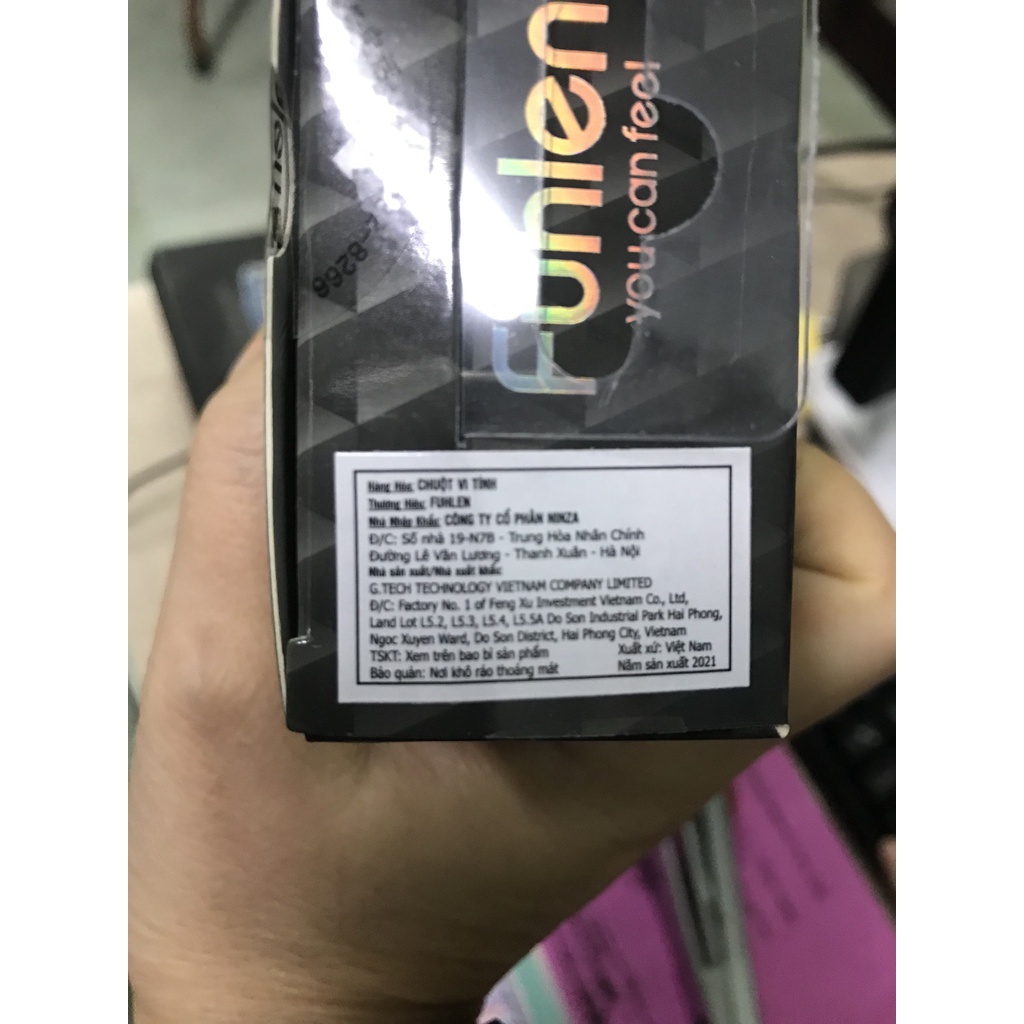 Fuhlen
you can feel
Hàng Hóa: CHUỘT VI TÍNH
Thương Hiệu: FUHLEN
Nhà Nhập Khẩu: CÔNG TY CỔ PHẦN NINZA
Đ/C: Số nhà 19-N7B - Trung Hòa Nhân Chính
Đường Lê Văn Lương - Thanh Xuân - Hà Nội
Nhà sản xuất/Nhà xuất khẩu:
G.TECH TECHNOLOGY VIETNAM COMPANY LIMITED
Đ/C: Factory No. 1 of Feng Xu Investment Vietnam Co., Ltd,
Land Lot L5.2, L5.3, L5.4, L5.5A Do Son Industrial Park Hai Phong,
Ngoc Xuyen Ward, Do Son District, Hai Phong City, Vietnam
TSKT: Xem trên bao bì sản phẩm
Xuất xứ: Việt Nam
Bảo quản: Nơi khô ráo thoáng mát
Năm sản xuất 2021